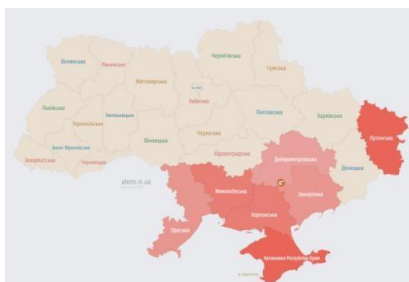 Чернігівська
Волинська
Рівненська
Сумська
Житомирська
м. Київ
Київська
Львівська
Хмельницька
Полтавська
Харківська
Луганська
Тернопільська
Черкаська
Вінницька
Івано-Франківська
Кіровоградська
Дніпропетровська
Донецька
Закарпатська
Чернівецька
alerts.in.ua
Миколаївська
Запорізька
Херсонська
Одеська
Автономна Республіка Крим